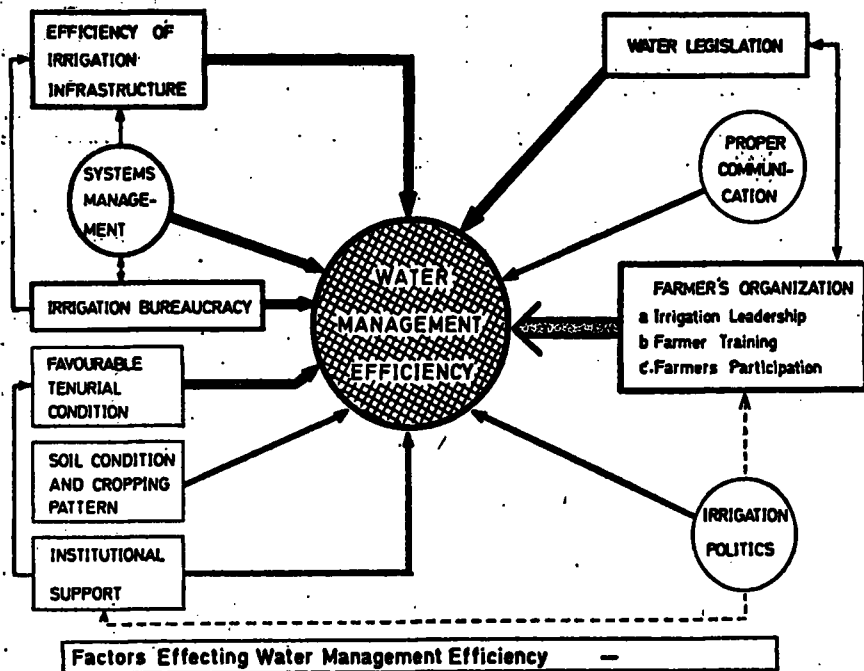 EFFICIENCY OF
IRRIGATION
INFRASTRUCTURE
WATER LEGISLATION
SYSTEMS
MANAGE-
MENT
PROPER
COMMUNI-
CATION
IRRIGATION BUREAUCRACY
WATER
MANAGEMENT
EFFICIENCY
FARMER'S ORGANIZATION
a Irrigation Leadership
b Farmer Training
c.Farmers Participation
FAVOURABLE
TENURIAL
CONDITION
SOIL CONDITION
AND CROPPING
PATTERN
INSTITUTIONAL
SUPPORT
IRRIGATION
POLITICS
Factors Effecting Water Management Efficiency —